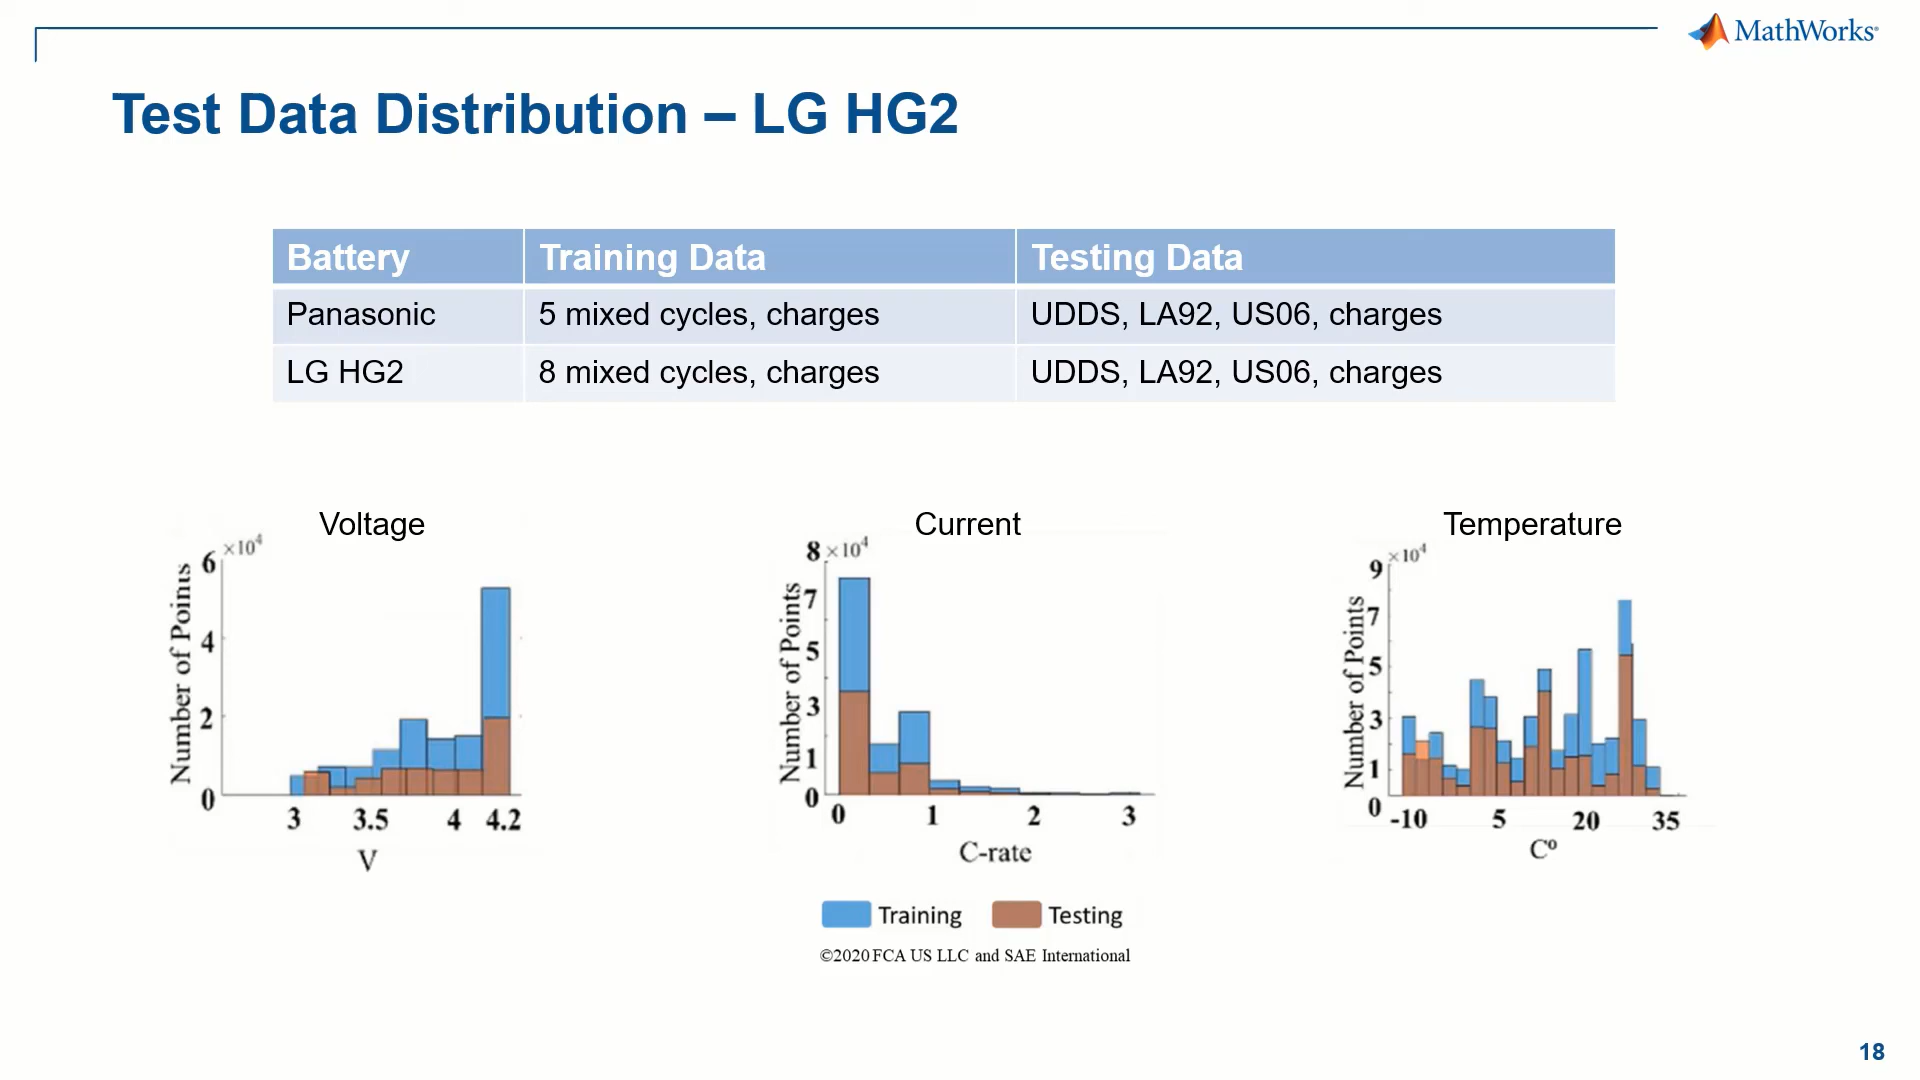 MathWorks®
Test Data Distribution – LG HG2
Battery Training Data Testing Data
Panasonic 5 mixed cycles, charges UDDS, LA92, US06, charges
LG HG2 8 mixed cycles, charges UDDS, LA92, US06, charges
Voltage
×10⁴
6
4
2
0
Number of Points
3 3.5 4 4.2
V
Current
8 ×10⁴
7
5
3
1
0
Number of Points
0 1 2 3
C-rate
Temperature
×10⁴
9
7
5
3
1
0
Number of Points
-10 5 20 35
Cº
Training Testing
©2020 FCA US LLC and SAE International
18